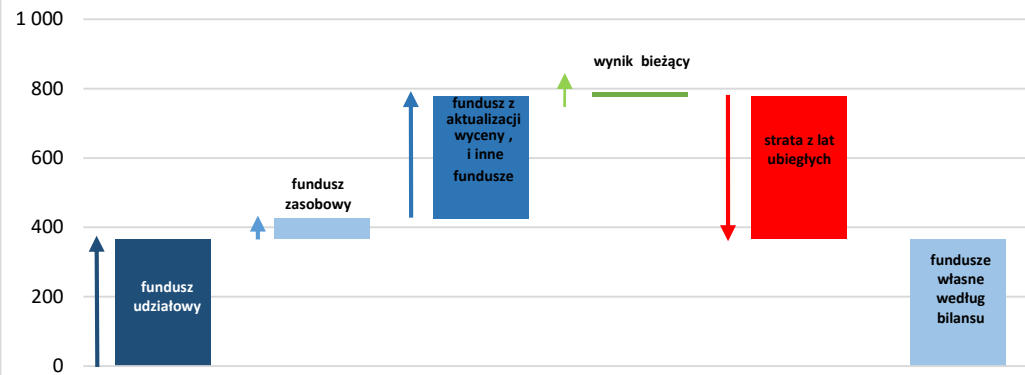 1 000
800
600
400
200
0
fundusz
udziałowy
fundusz
zasobowy
fundusz z
aktualizacji
wyceny ,
i inne
fundusze
wynik bieżący
strata z lat
ubiegłych
fundusze
własne
według
bilansu